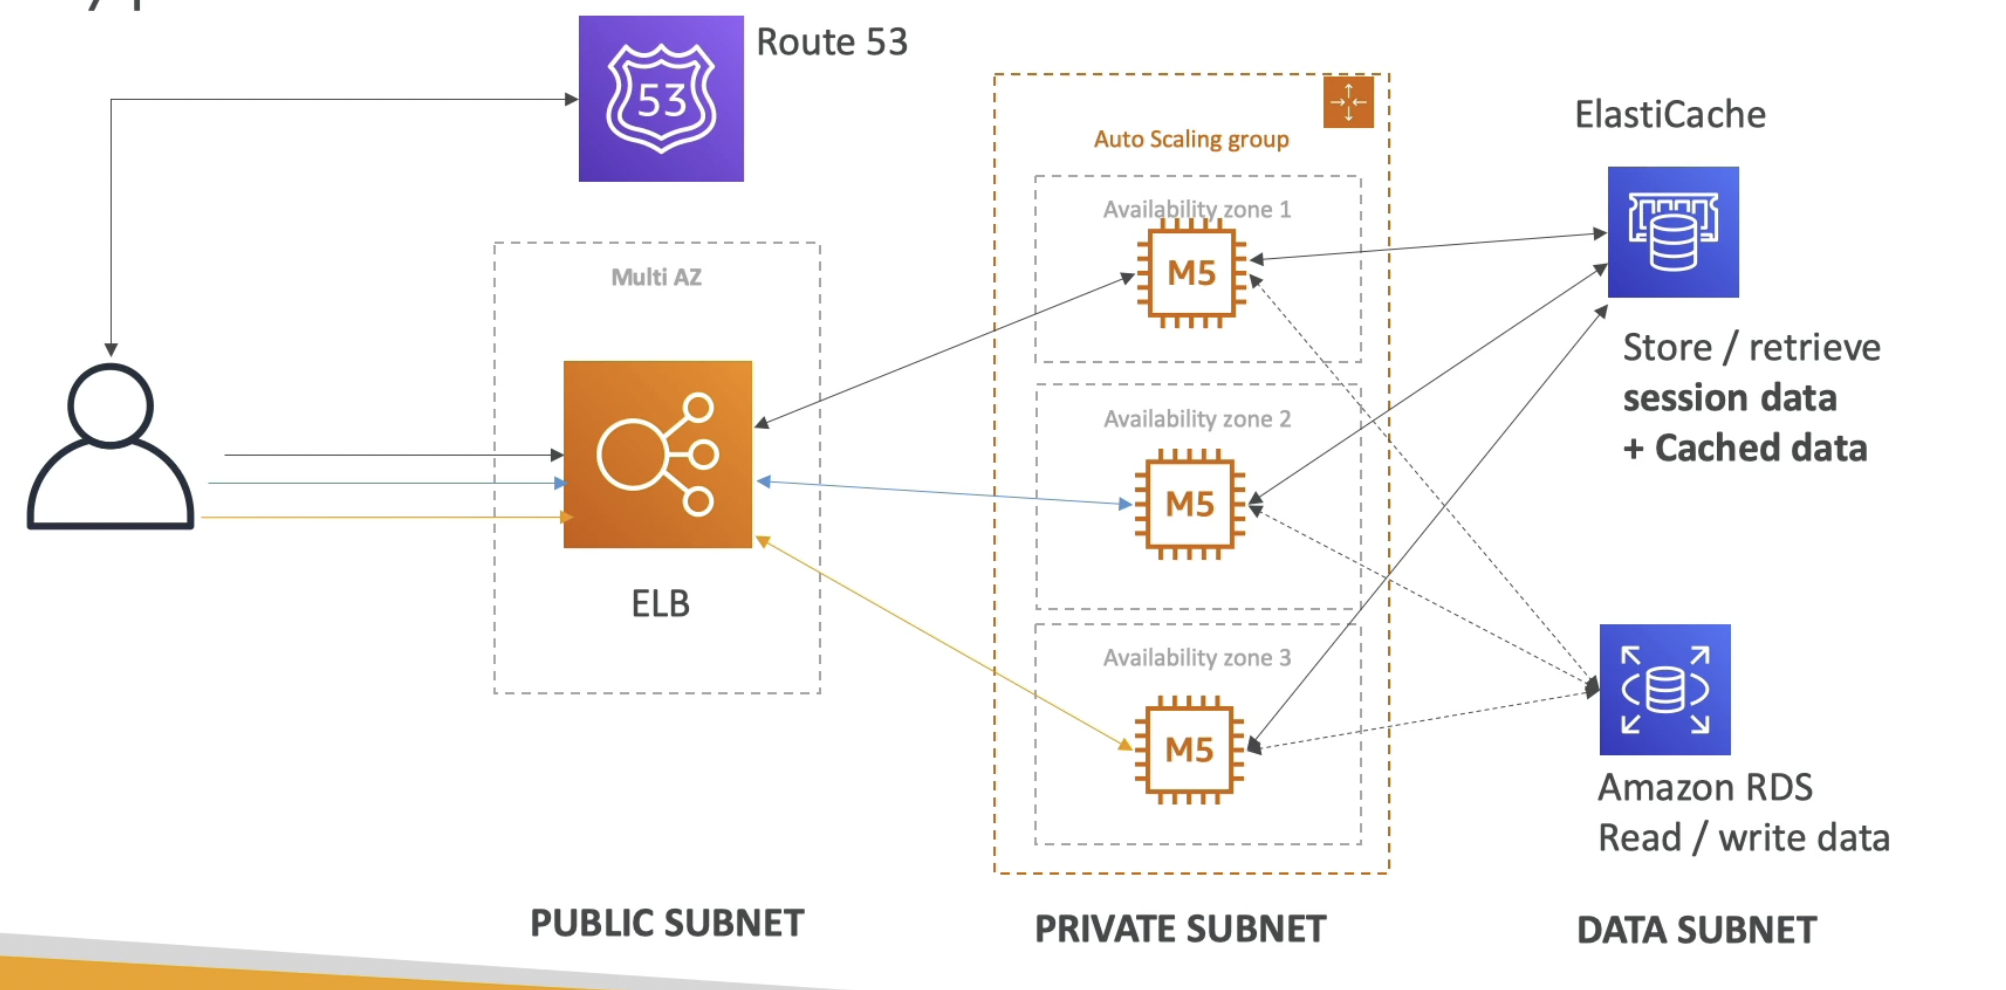 Route 53
53
ElastiCache
Auto Scaling group
Availability zone 1
M5
Multi AZ
Store / retrieve
session data
+ Cached data
Availability zone 2
M5
ELB
Availability zone 3
M5
Amazon RDS
Read / write data
PUBLIC SUBNET
PRIVATE SUBNET
DATA SUBNET